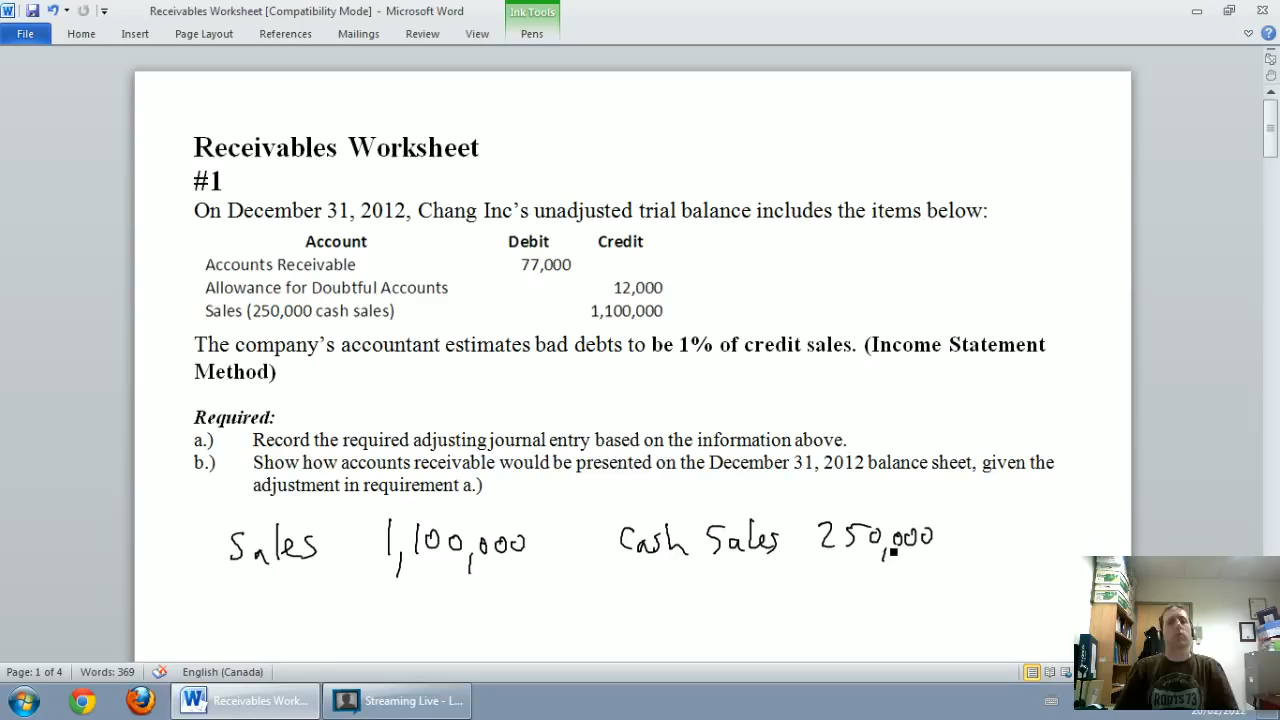 Receivables Worksheet [Compatibility Mode] - Microsoft Word
Ink Tools
File Home Insert Page Layout References Mailings Review View Pens
Receivables Worksheet
#1
On December 31, 2012, Chang Inc's unadjusted trial balance includes the items below:
Account Debit Credit
Accounts Receivable 77,000
Allowance for Doubtful Accounts 12,000
Sales (250,000 cash sales) 1,100,000
The company's accountant estimates bad debts to be 1% of credit sales. (Income Statement
Method)
Required:
a.) Record the required adjusting journal entry based on the information above.
b.) Show how accounts receivable would be presented on the December 31, 2012 balance sheet, given the
adjustment in requirement a.)
Sales 1,100,000 Cash Sales 250,000
ROOTS73
Page: 1 of 4 Words: 369 English (Canada)
Receivables Work... Streaming Live - L...